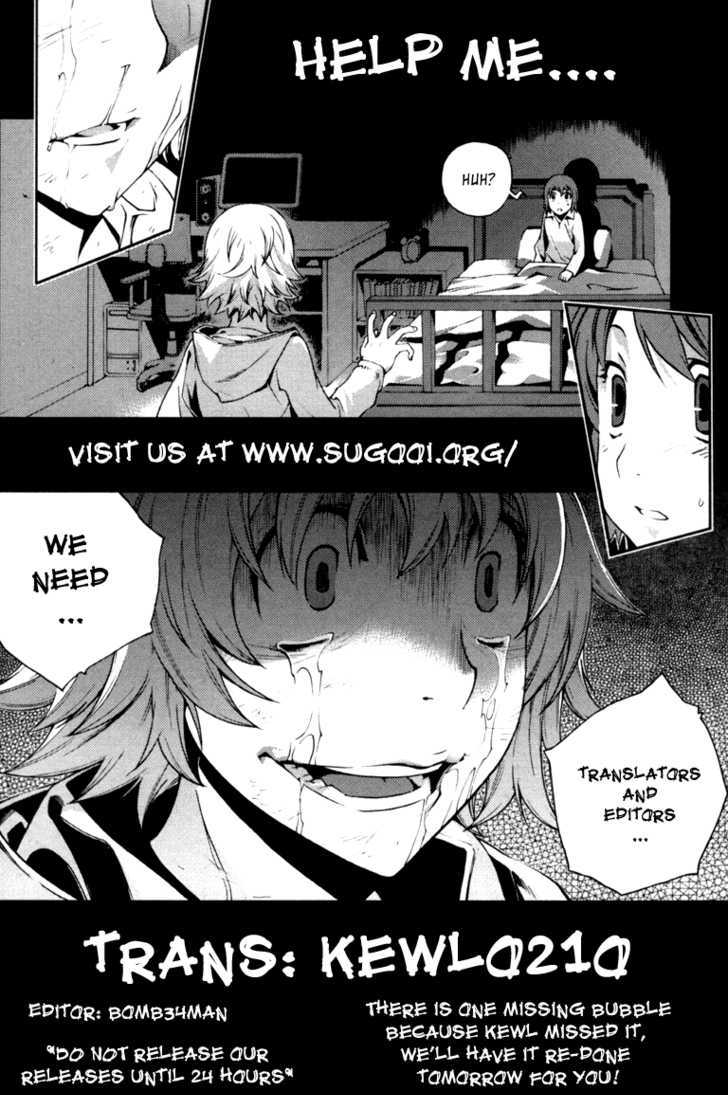 HELP ME....
HUH?
VISIT US AT WWW.SUGOOI.ORG/
WE
NEED
...
TRANSLATORS
AND
EDITORS
...
TRANS: KEWL0210
EDITOR: BOMB34MAN
"DO NOT RELEASE OUR
RELEASES UNTIL 24 HOURS"
THERE IS ONE MISSING BUBBLE
BECAUSE KEWL MISSED IT,
WE'LL HAVE IT RE-DONE
TOMORROW FOR YOU!